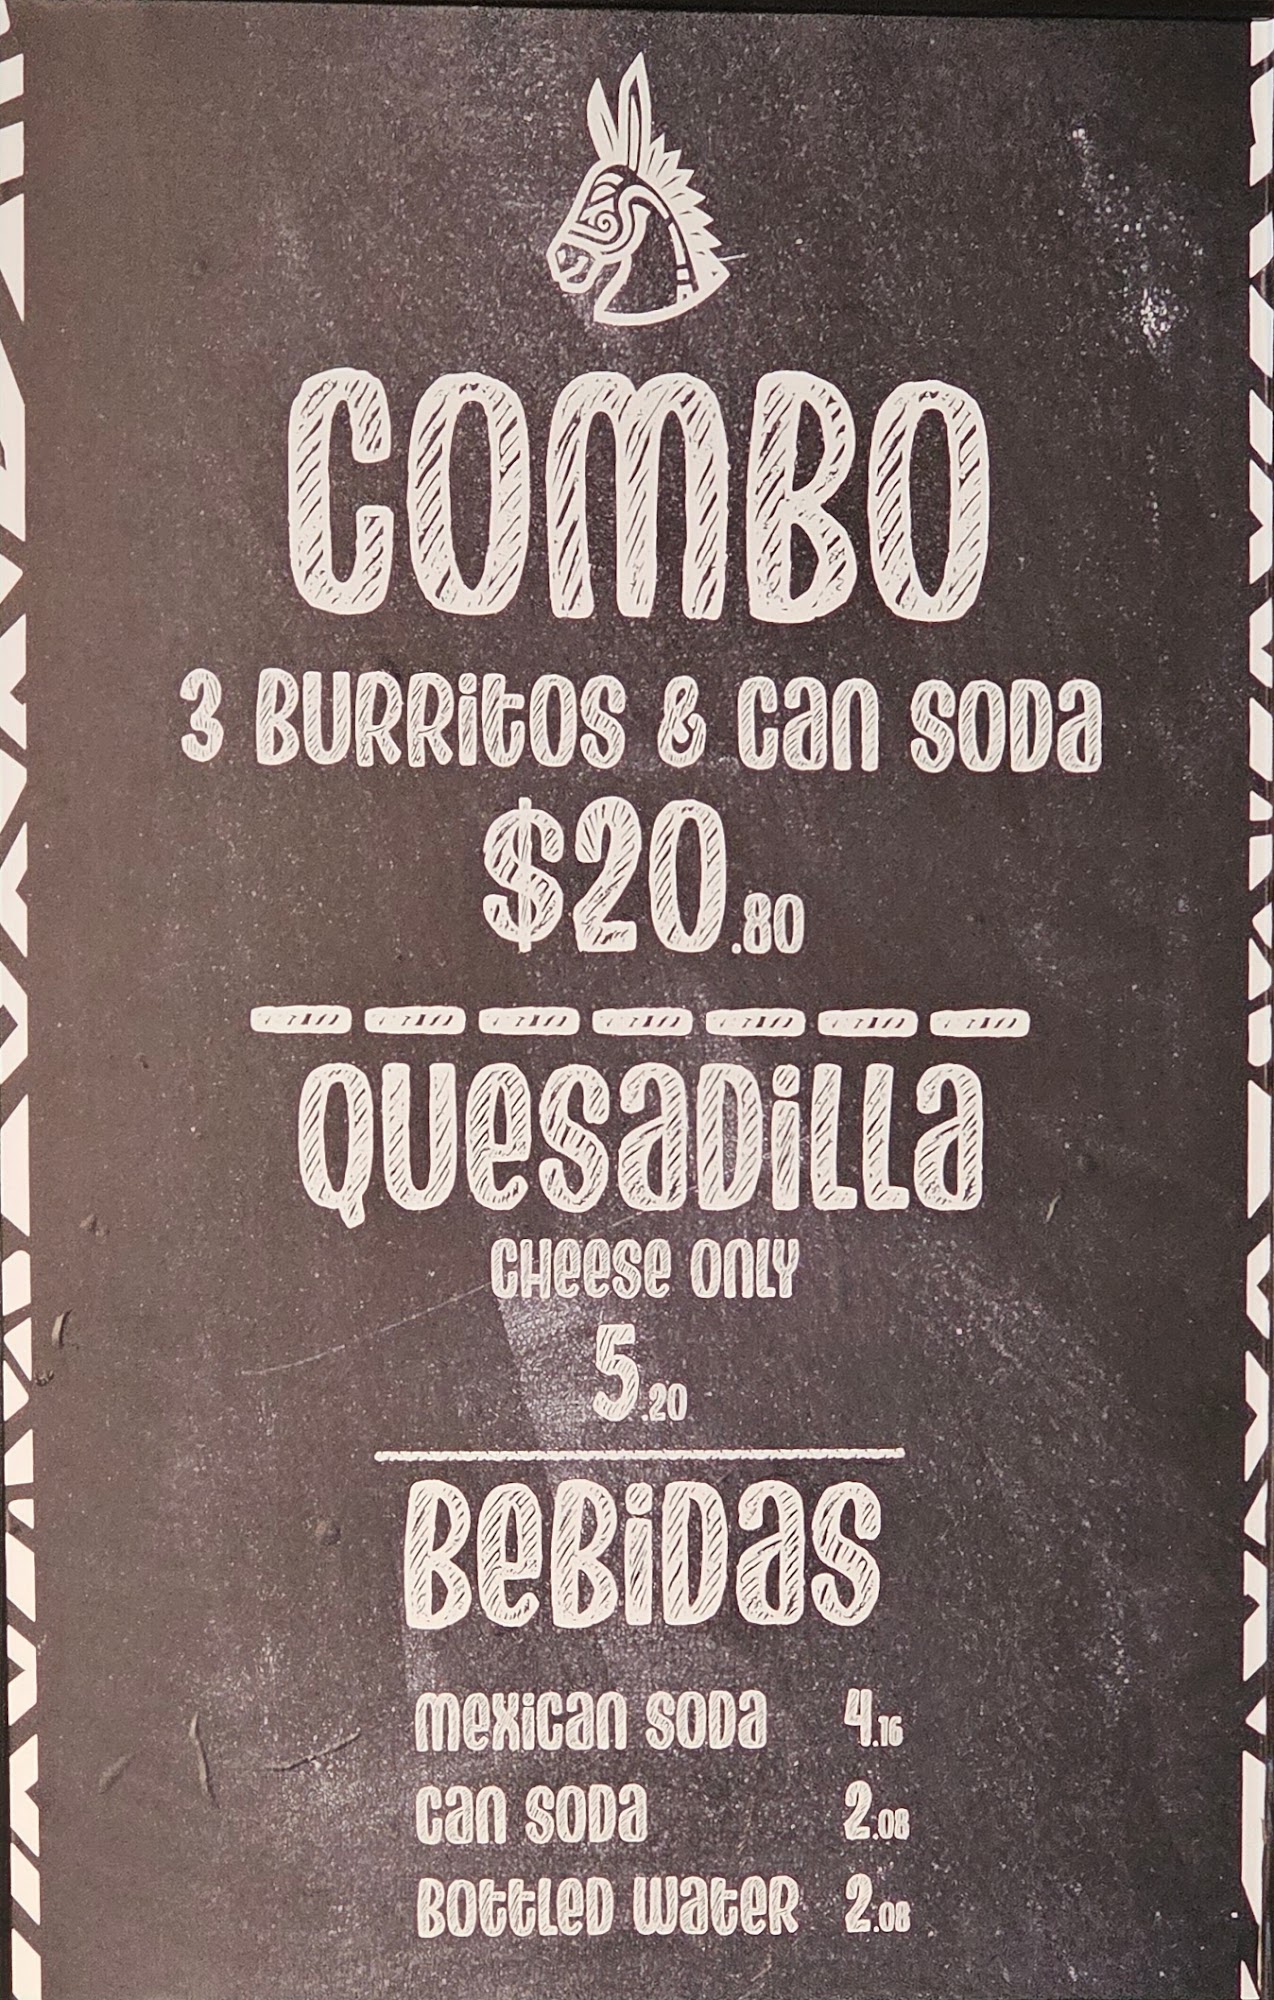 COMBO
3 BURRitOS & Can SODa
$20.80
QUesaDiLLa
CHeese OnLY
5.20
BeBiDas
mexiCan SODa 4.16
Can SODa 2.08
BOttLeD WateR 2.08